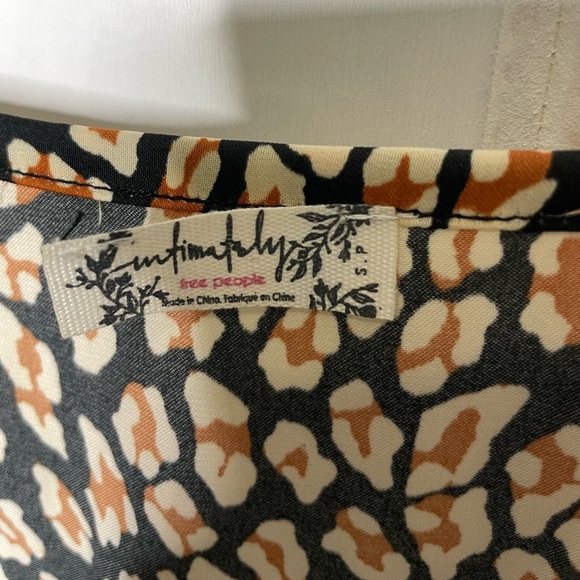 intimately
free people
Made in China. Fabriqué en Chine
S.P